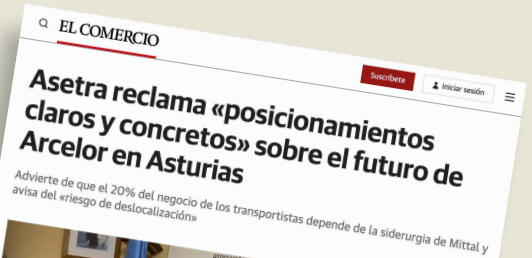 EL COMERCIO
Suscríbete
Iniciar sesión
Asetra reclama «posicionamientos
claros y concretos» sobre el futuro de
Arcelor en Asturias
Advierte de que el 20% del negocio de los transportistas depende de la siderurgia de Mittal y
avisa del «riesgo de deslocalización»